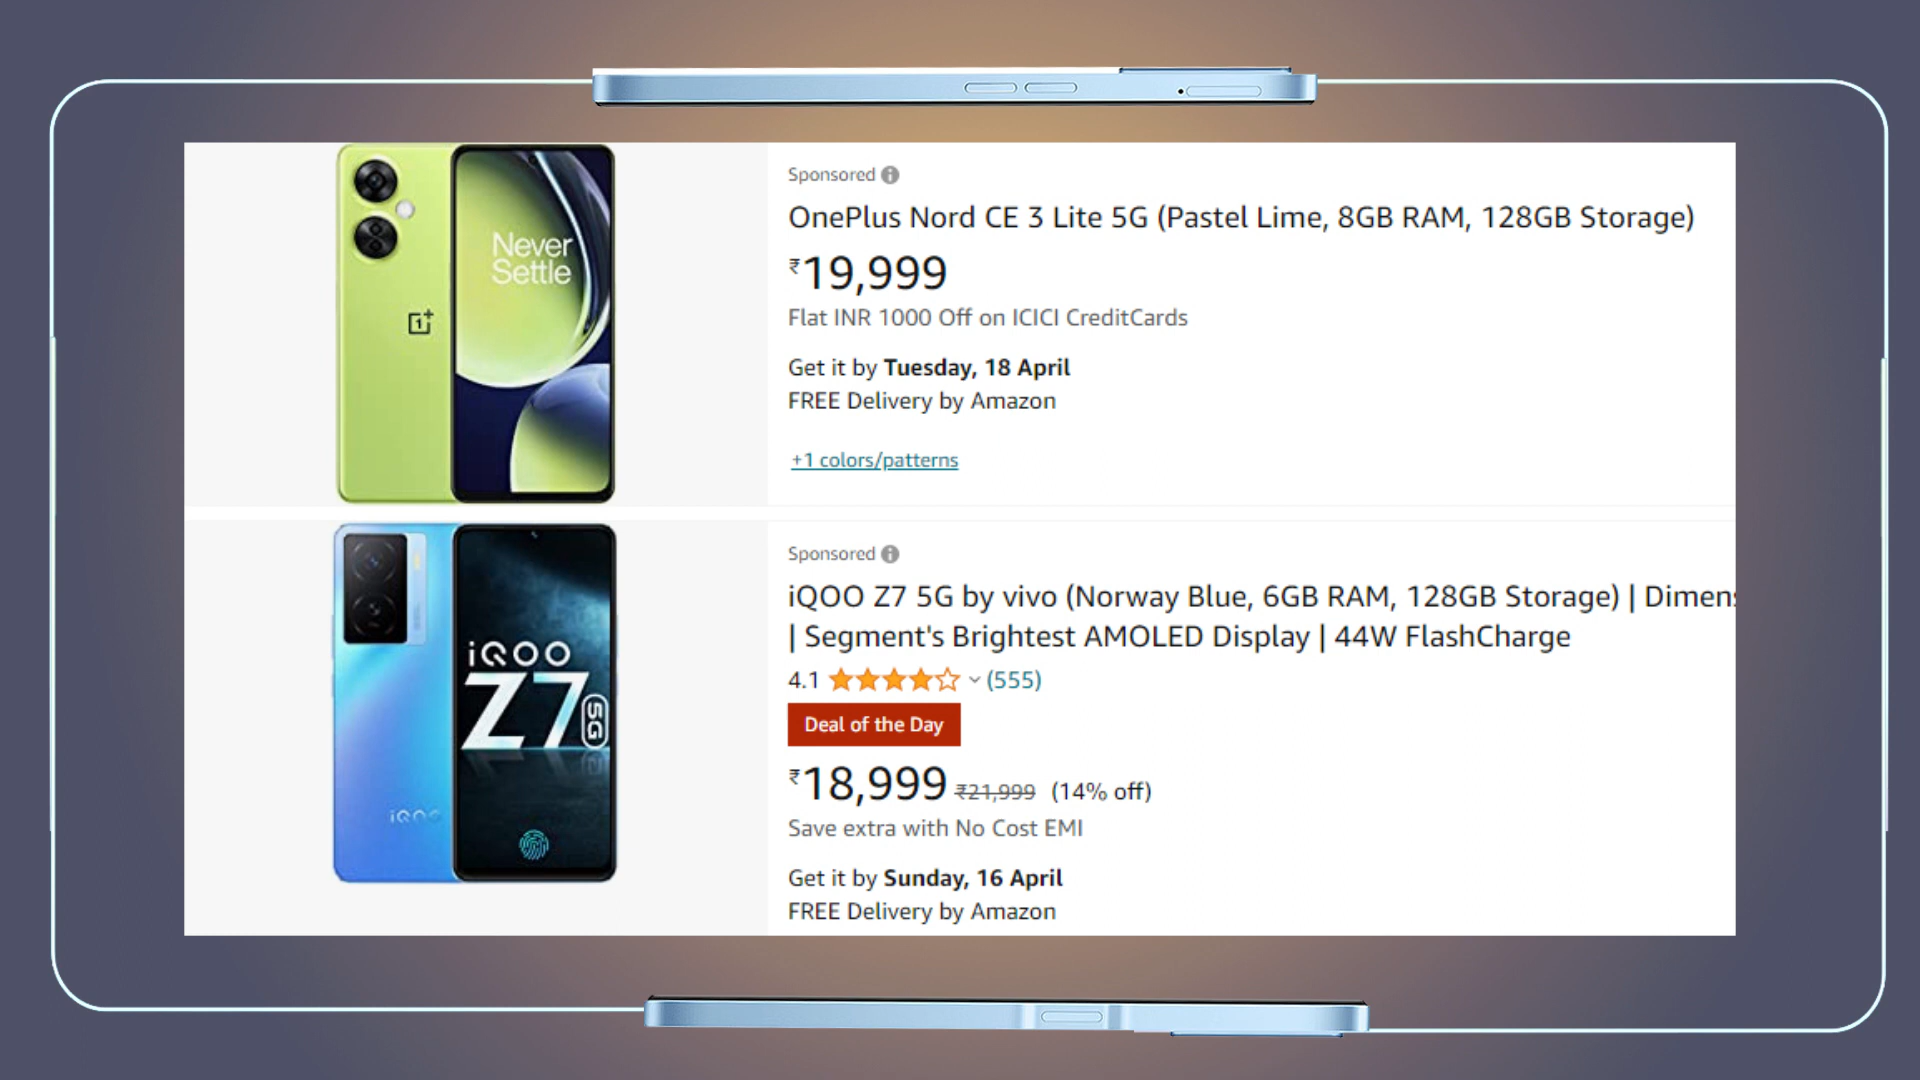 Never
Settle
Sponsored
OnePlus Nord CE 3 Lite 5G (Pastel Lime, 8GB RAM, 128GB Storage)
₹19,999
Flat INR 1000 Off on ICICI CreditCards
Get it by Tuesday, 18 April
FREE Delivery by Amazon
+1 colors/patterns
iQOO
Z7 5G
iQOO
Sponsored
iQOO Z7 5G by vivo (Norway Blue, 6GB RAM, 128GB Storage) | Dimens
| Segment's Brightest AMOLED Display | 44W FlashCharge
4.1 (555)
Deal of the Day
₹18,999 ₹21,999 (14% off)
Save extra with No Cost EMI
Get it by Sunday, 16 April
FREE Delivery by Amazon